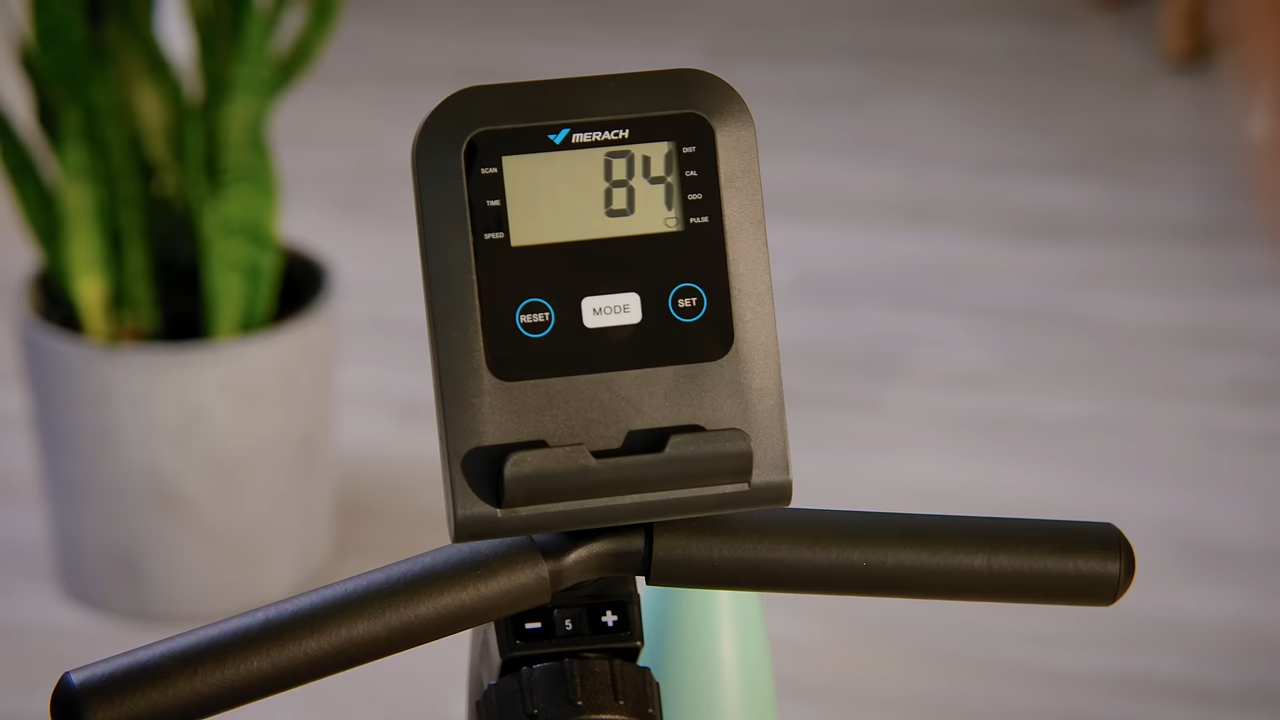 MERACH
SCAN
TIME
SPEED
84
DIST
CAL
ODO
PULSE
RESET
MODE
SET
− 5 +